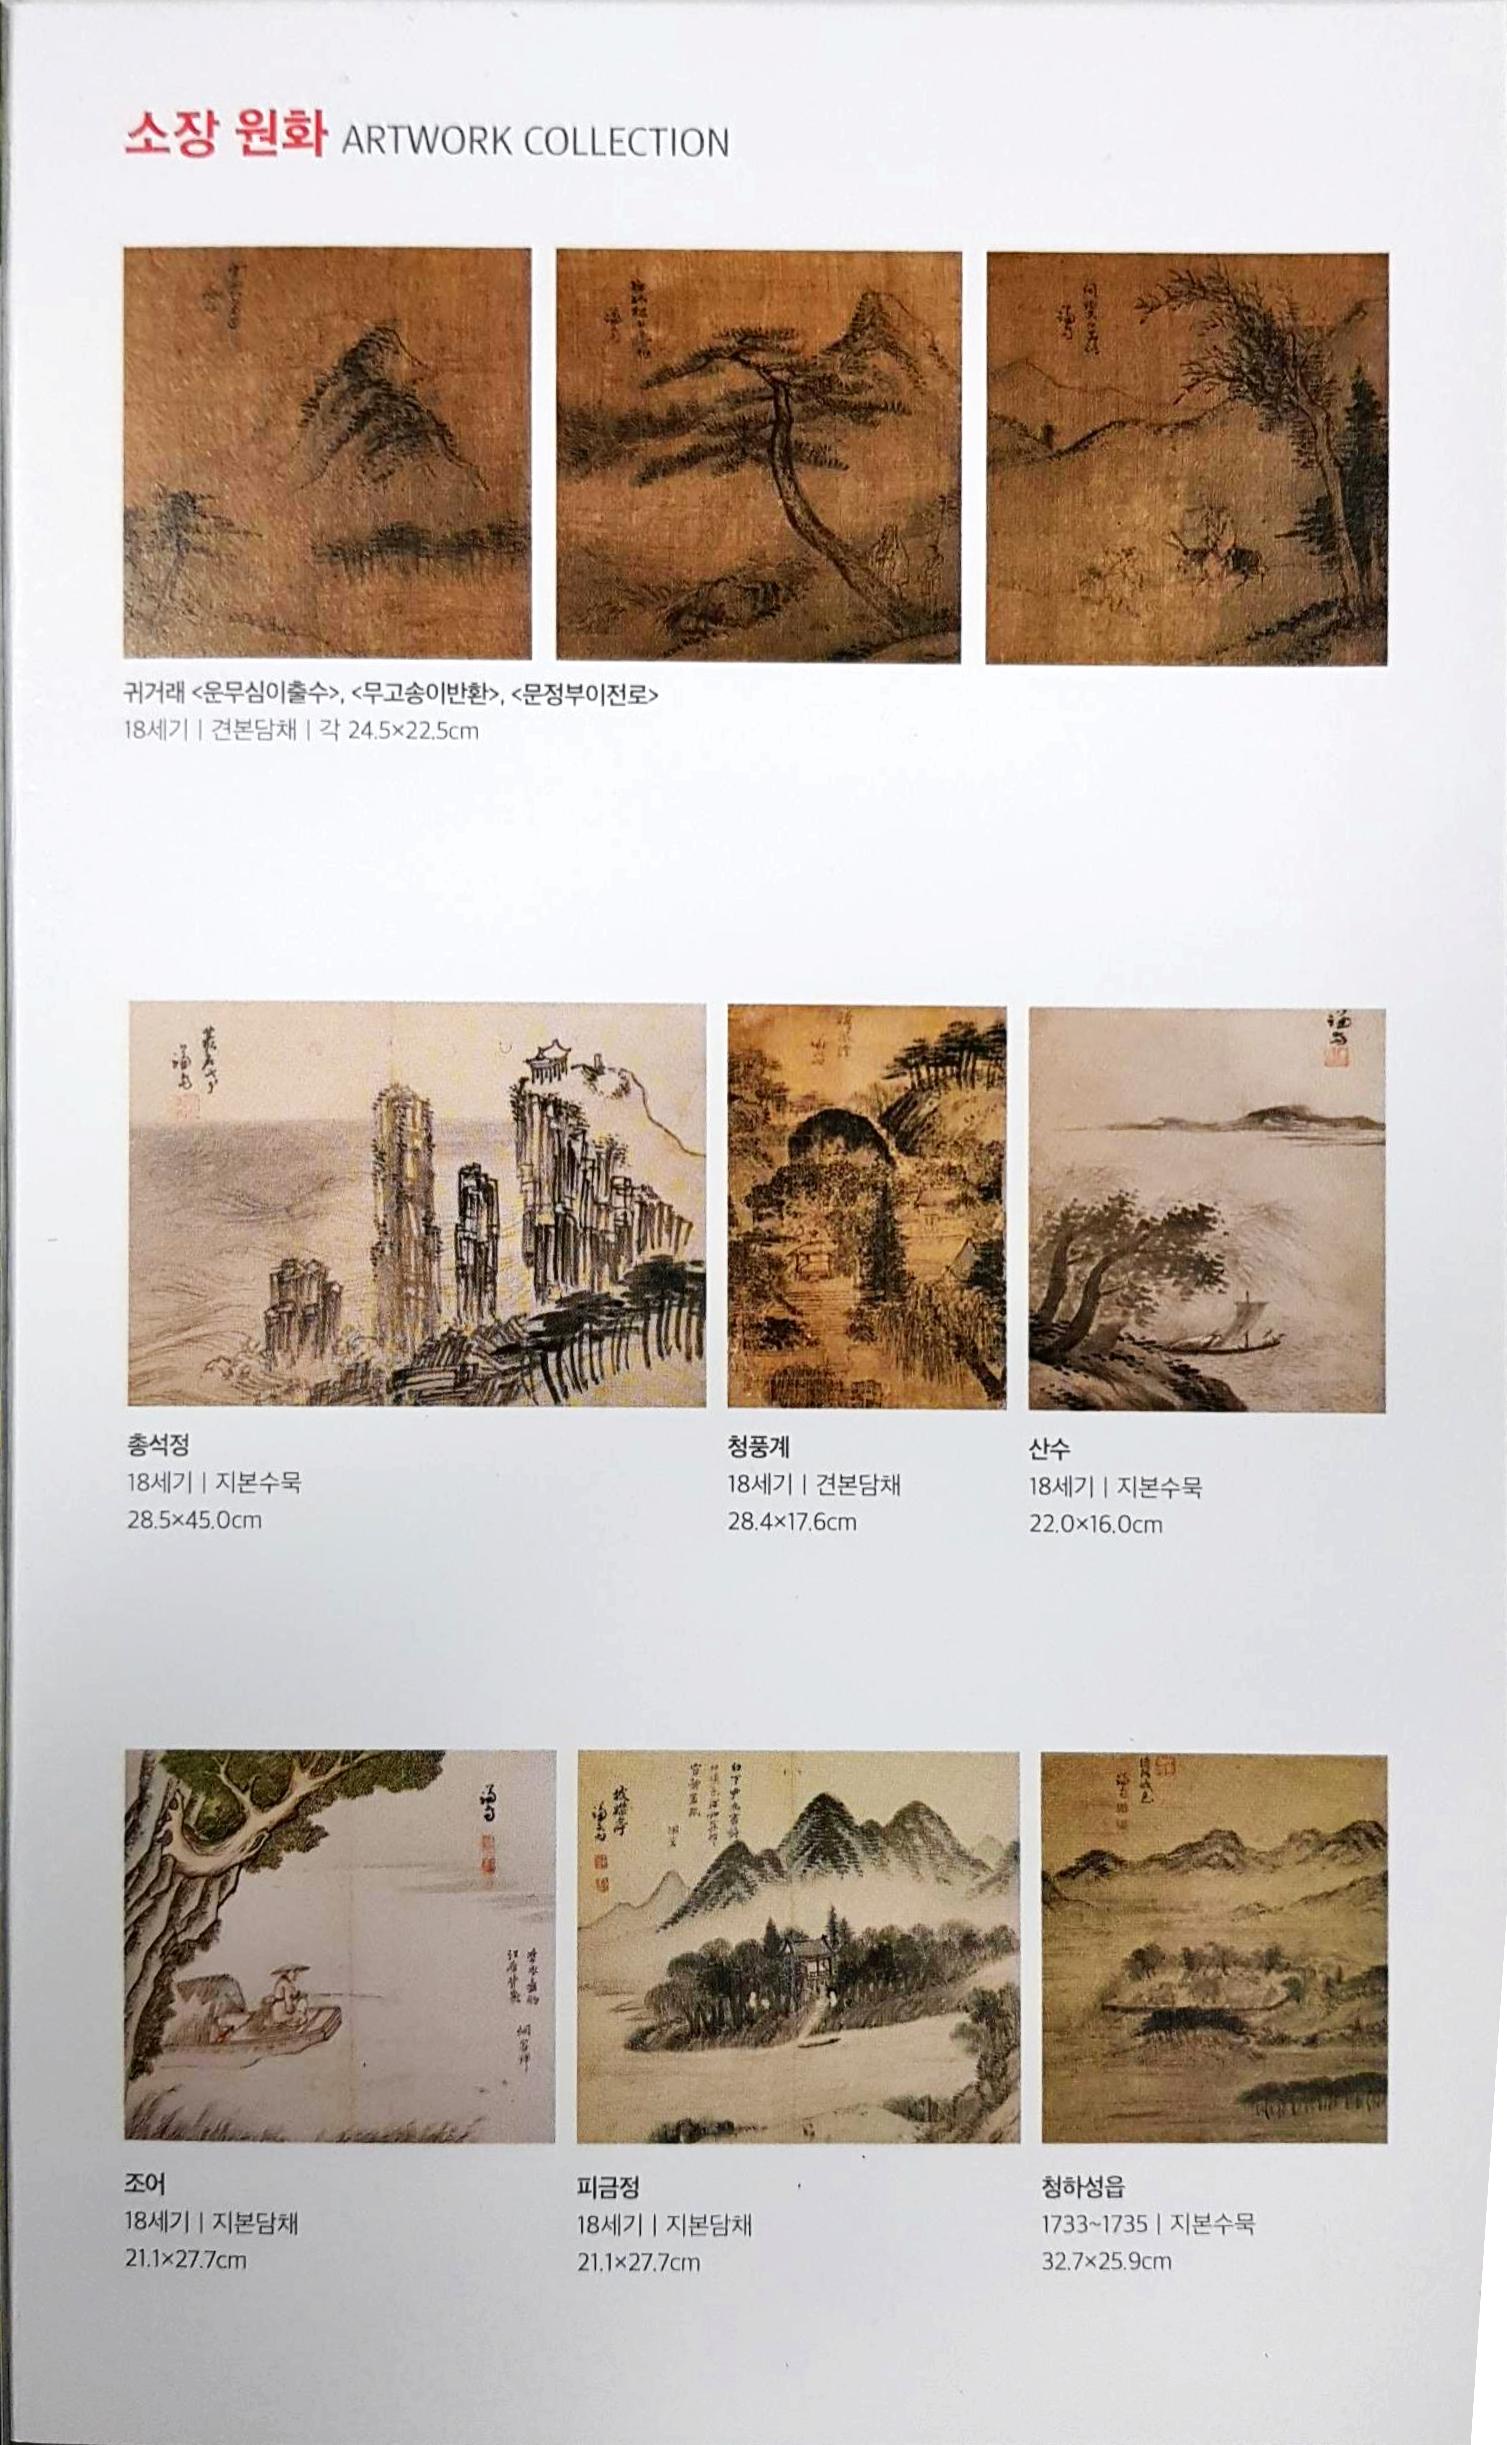 소장 원화 ARTWORK COLLECTION
귀거래 <운무심이출수>, <무고송이반환>, <문정부이전로>
18세기 | 견본담채 | 각 24.5×22.5cm
총석정
18세기 | 지본수묵
28.5×45.0cm
청풍계
18세기 | 견본담채
28.4×17.6cm
산수
18세기 | 지본수묵
22.0×16.0cm
조어
18세기 | 지본담채
21.1×27.7cm
피금정
18세기 | 지본담채
21.1×27.7cm
청하성읍
1733~1735 | 지본수묵
32.7×25.9cm